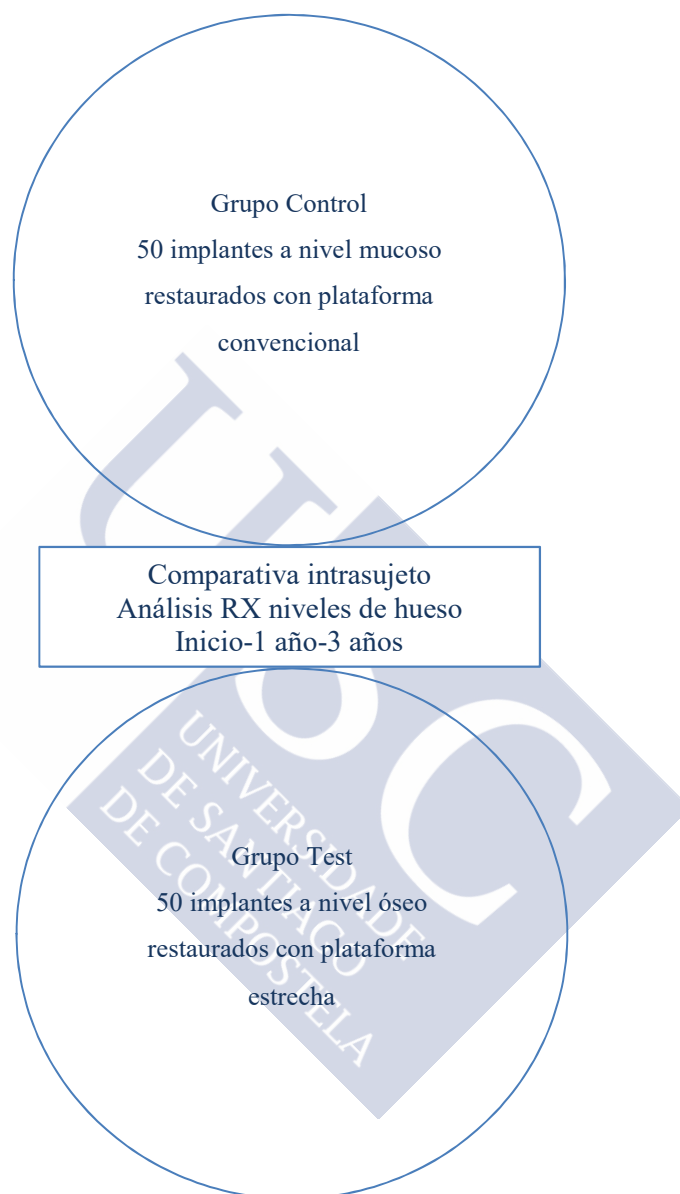 Grupo Control
50 implantes a nivel mucoso
restaurados con plataforma
convencional
Comparativa intrasujeto
Análisis RX niveles de hueso
Inicio-1 año-3 años
USC
UNIVERSIDADE
DE SANTIAGO
DE COMPOSTELA
Grupo Test
50 implantes a nivel óseo
restaurados con plataforma
estrecha